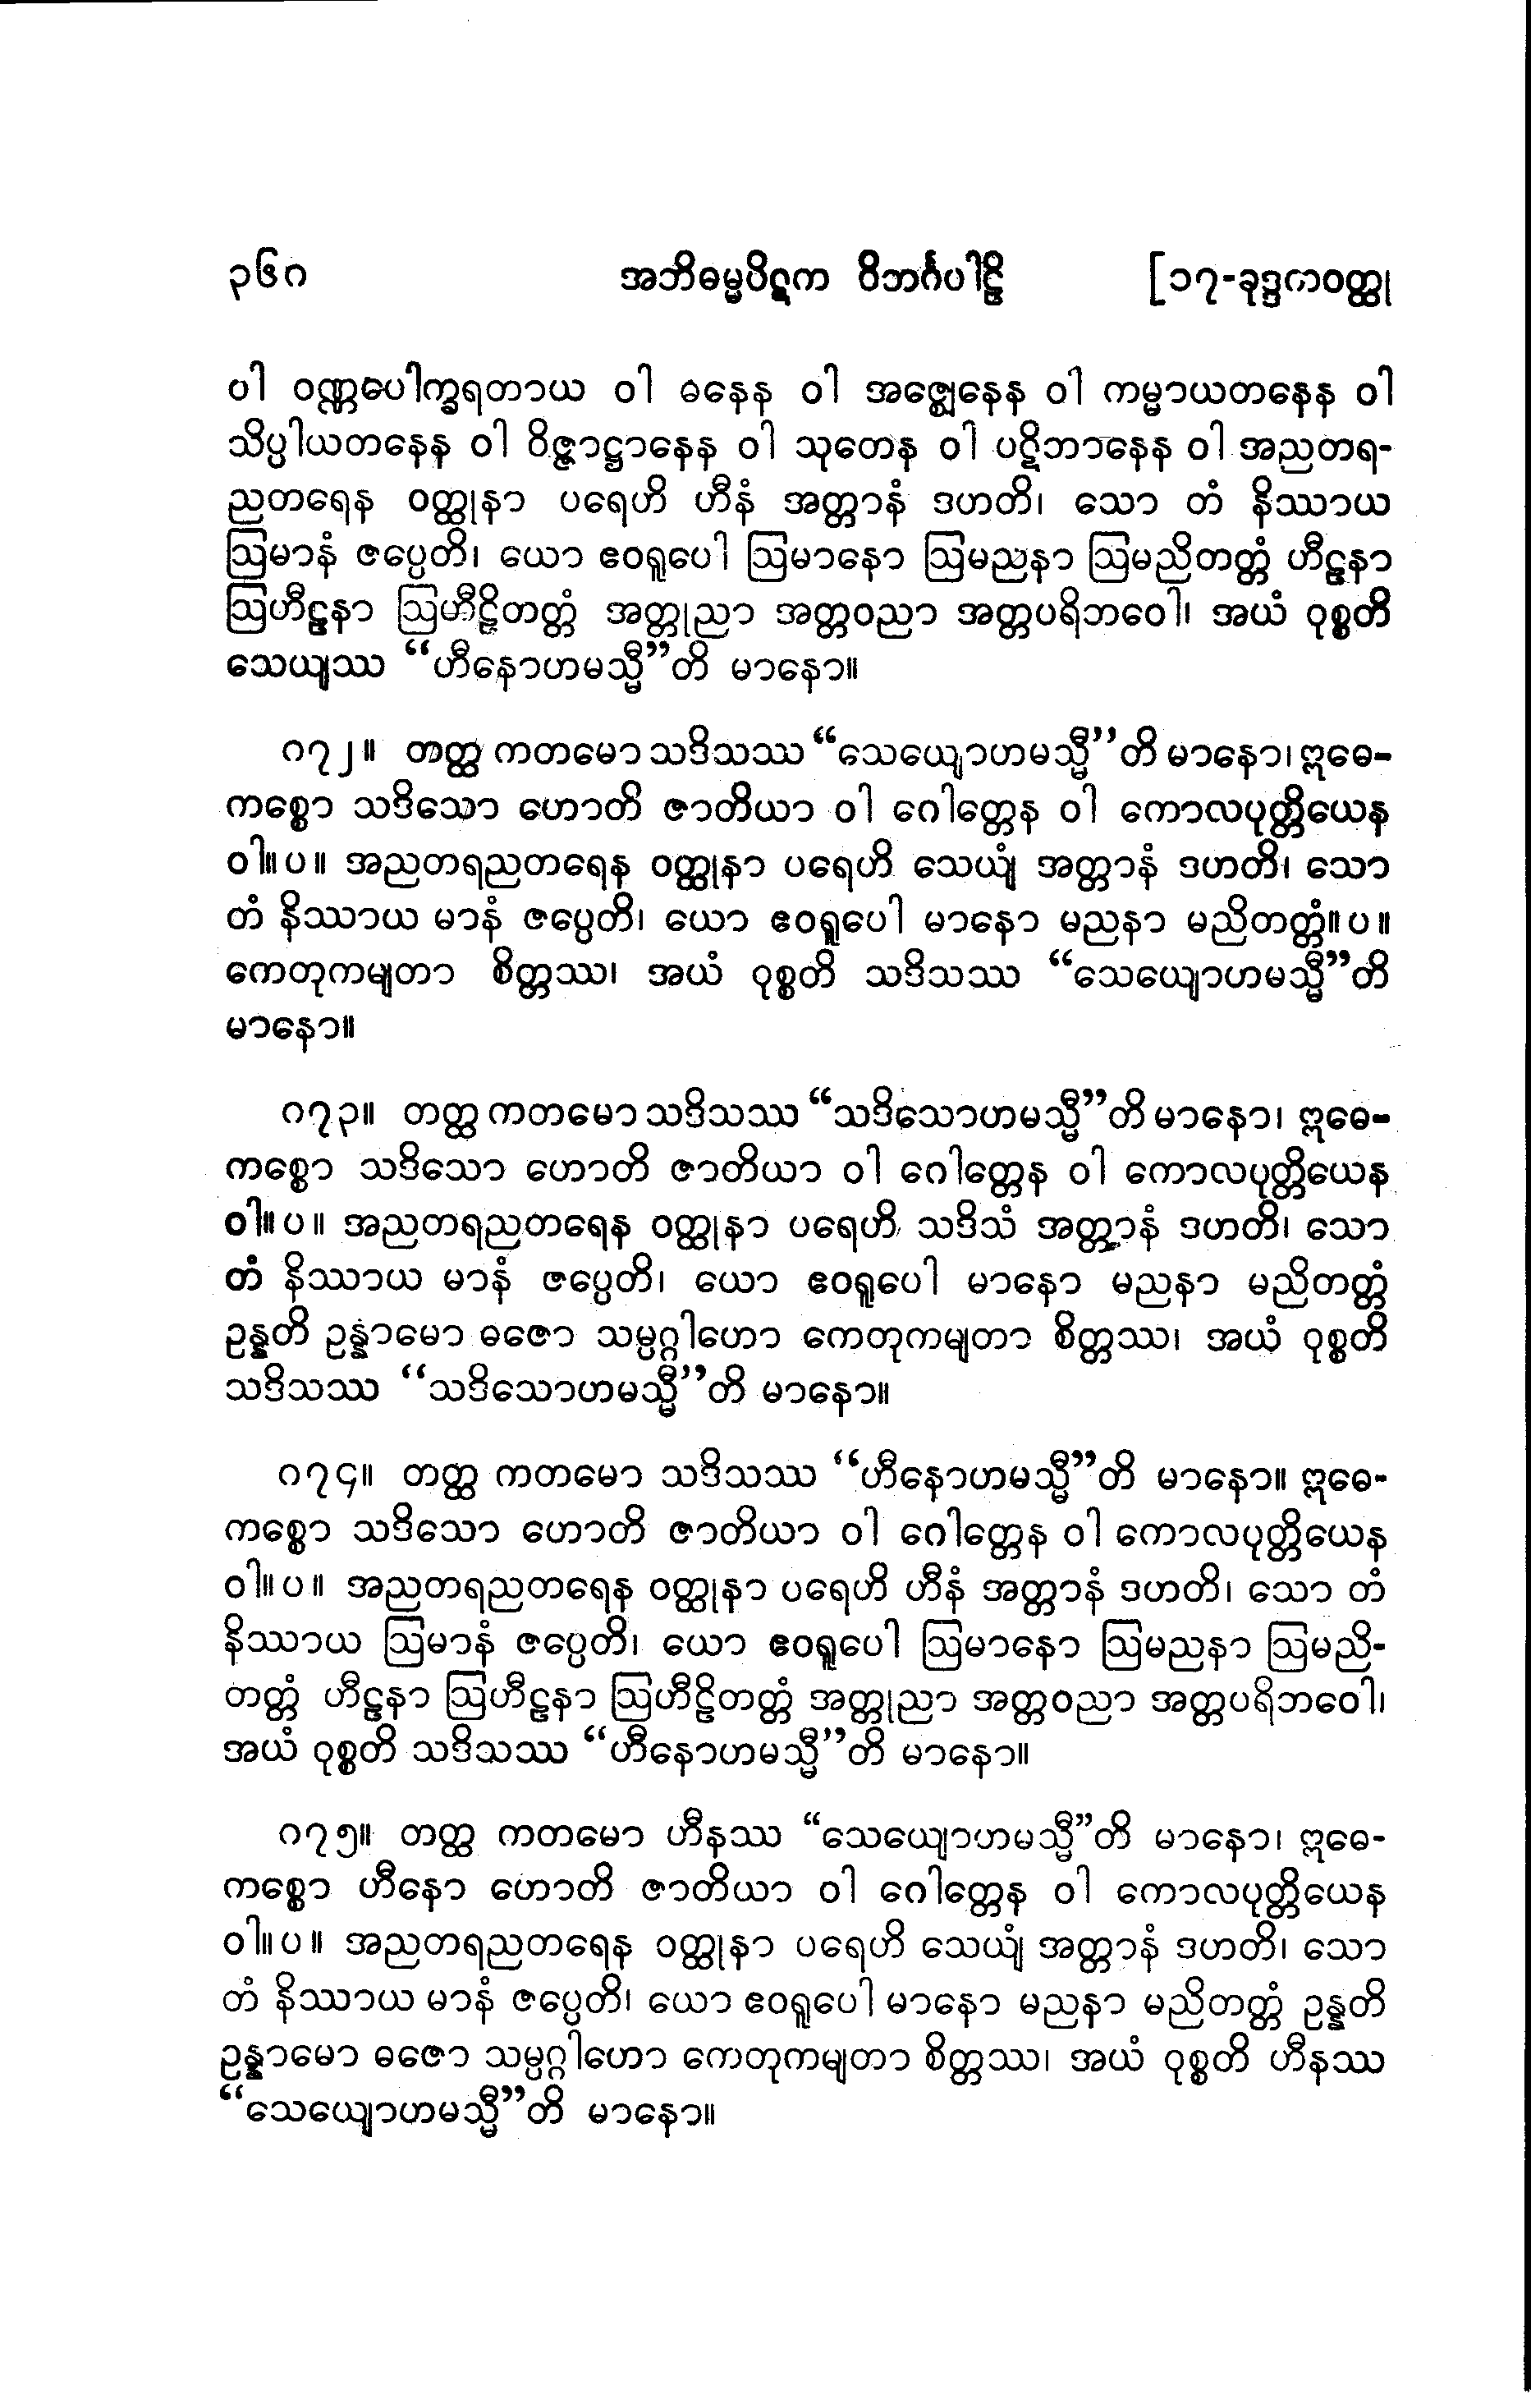 ၃၆ဂ အဘိဓမ္မပိဋက ဝိဘင်္ဂပါဠိ [၁၇-ခုဒ္ဒကဝတ္ထု
ဝါ ဝဏ္ဏပေါက္ခရတာယ ဝါ ဓနေန ဝါ အဇ္ဈေနေန ဝါ ကမ္မာယတနေန ဝါ
သိပ္ပါယတနေန ဝါ ဝိဇ္ဇာဋ္ဌာနေန ဝါ သုတေန ဝါ ပဋိဘာနေန ဝါ အညတရ-
ညတရေန ဝတ္ထုနာ ပရေဟိ ဟီနံ အတ္တာနံ ဒဟတိ၊ သော တံ နိဿာယ
ဩမာနံ ဇပ္ပေတိ၊ ယော ဧဝရူပေါ ဩမာနော ဩမညနာ ဩမညိတတ္တံ ဟီဠနာ
ဩဟီဠနာ ဩဟီဠိတတ္တံ အတ္တုညာ အတ္တဝညာ အတ္တပရိဘဝေါ၊ အယံ ဝုစ္စတိ
သေယျဿ “ဟီနောဟမသ္မီ”တိ မာနော။
ဂ၇၂။ တတ္ထ ကတမော သဒိသဿ “သေယျောဟမသ္မီ”တိ မာနော၊ ဣဓေ-
ကစ္စော သဒိသော ဟောတိ ဇာတိယာ ဝါ ဂေါတ္တေန ဝါ ကောလပုတ္တိယေန
ဝါ။ပ။ အညတရညတရေန ဝတ္ထုနာ ပရေဟိ သေယျံ အတ္တာနံ ဒဟတိ၊ သော
တံ နိဿာယ မာနံ ဇပ္ပေတိ၊ ယော ဧဝရူပေါ မာနော မညနာ မညိတတ္တံ။ပ။
ကေတုကမျတာ စိတ္တဿ၊ အယံ ဝုစ္စတိ သဒိသဿ “သေယျောဟမသ္မီ”တိ
မာနော။
ဂ၇၃။ တတ္ထ ကတမော သဒိသဿ “သဒိသောဟမသ္မီ”တိ မာနော၊ ဣဓေ-
ကစ္စော သဒိသော ဟောတိ ဇာတိယာ ဝါ ဂေါတ္တေန ဝါ ကောလပုတ္တိယေန
ဝါ။ပ။ အညတရညတရေန ဝတ္ထုနာ ပရေဟိ သဒိသံ အတ္တာနံ ဒဟတိ၊ သော
တံ နိဿာယ မာနံ ဇပ္ပေတိ၊ ယော ဧဝရူပေါ မာနော မညနာ မညိတတ္တံ
ဥန္နတိ ဥန္နာမော ဓဇော သမ္ပဂ္ဂါဟော ကေတုကမျတာ စိတ္တဿ၊ အယံ ဝုစ္စတိ
သဒိသဿ “သဒိသောဟမသ္မီ”တိ မာနော။
ဂ၇၄။ တတ္ထ ကတမော သဒိသဿ “ဟီနောဟမသ္မီ”တိ မာနော။ ဣဓေ-
ကစ္စော သဒိသော ဟောတိ ဇာတိယာ ဝါ ဂေါတ္တေန ဝါ ကောလပုတ္တိယေန
ဝါ။ပ။ အညတရညတရေန ဝတ္ထုနာ ပရေဟိ ဟီနံ အတ္တာနံ ဒဟတိ၊ သော တံ
နိဿာယ ဩမာနံ ဇပ္ပေတိ၊ ယော ဧဝရူပေါ ဩမာနော ဩမညနာ ဩမညိ-
တတ္တံ ဟီဠနာ ဩဟီဠနာ ဩဟီဠိတတ္တံ အတ္တုညာ အတ္တဝညာ အတ္တပရိဘဝေါ၊
အယံ ဝုစ္စတိ သဒိသဿ “ဟီနောဟမသ္မီ”တိ မာနော။
ဂ၇၅။ တတ္ထ ကတမော ဟီနဿ “သေယျောဟမသ္မီ”တိ မာနော၊ ဣဓေ-
ကစ္စော ဟီနော ဟောတိ ဇာတိယာ ဝါ ဂေါတ္တေန ဝါ ကောလပုတ္တိယေန
ဝါ။ပ။ အညတရညတရေန ဝတ္ထုနာ ပရေဟိ သေယျံ အတ္တာနံ ဒဟတိ၊ သော
တံ နိဿာယ မာနံ ဇပ္ပေတိ၊ ယော ဧဝရူပေါ မာနော မညနာ မညိတတ္တံ ဥန္နတိ
ဥန္နာမော ဓဇော သမ္ပဂ္ဂါဟော ကေတုကမျတာ စိတ္တဿ၊ အယံ ဝုစ္စတိ ဟီနဿ
“သေယျောဟမသ္မီ”တိ မာနော။